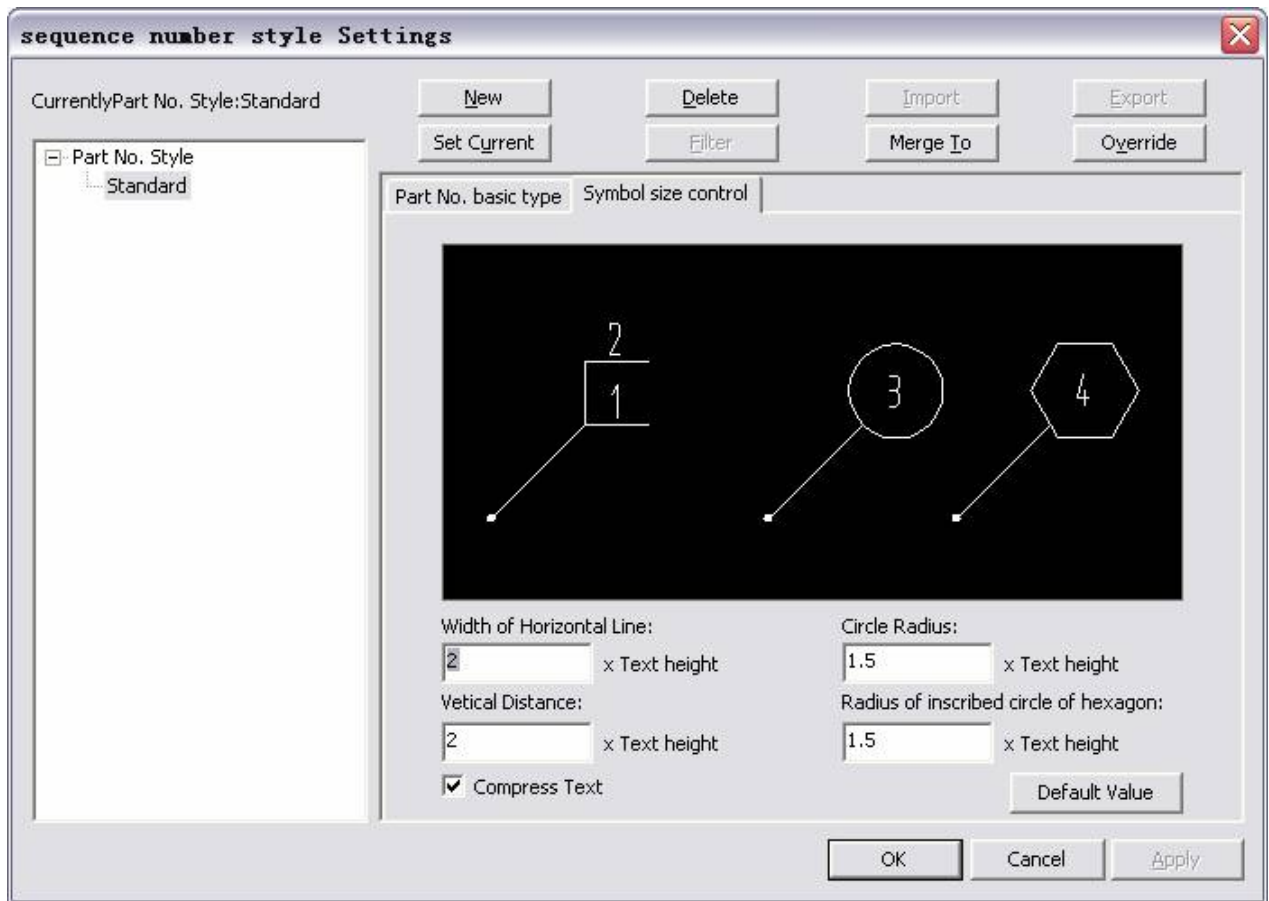 sequence number style Settings
CurrentlyPart No. Style:Standard
New
Delete
Import
Export
Set Current
Filter
Merge To
Override
Part No. Style
Standard
Part No. basic type
Symbol size control
2
1
3
4
Width of Horizontal Line:
Circle Radius:
2 x Text height
1.5 x Text height
Vetical Distance:
Radius of inscribed circle of hexagon:
2 x Text height
1.5 x Text height
Compress Text
Default Value
OK
Cancel
Apply